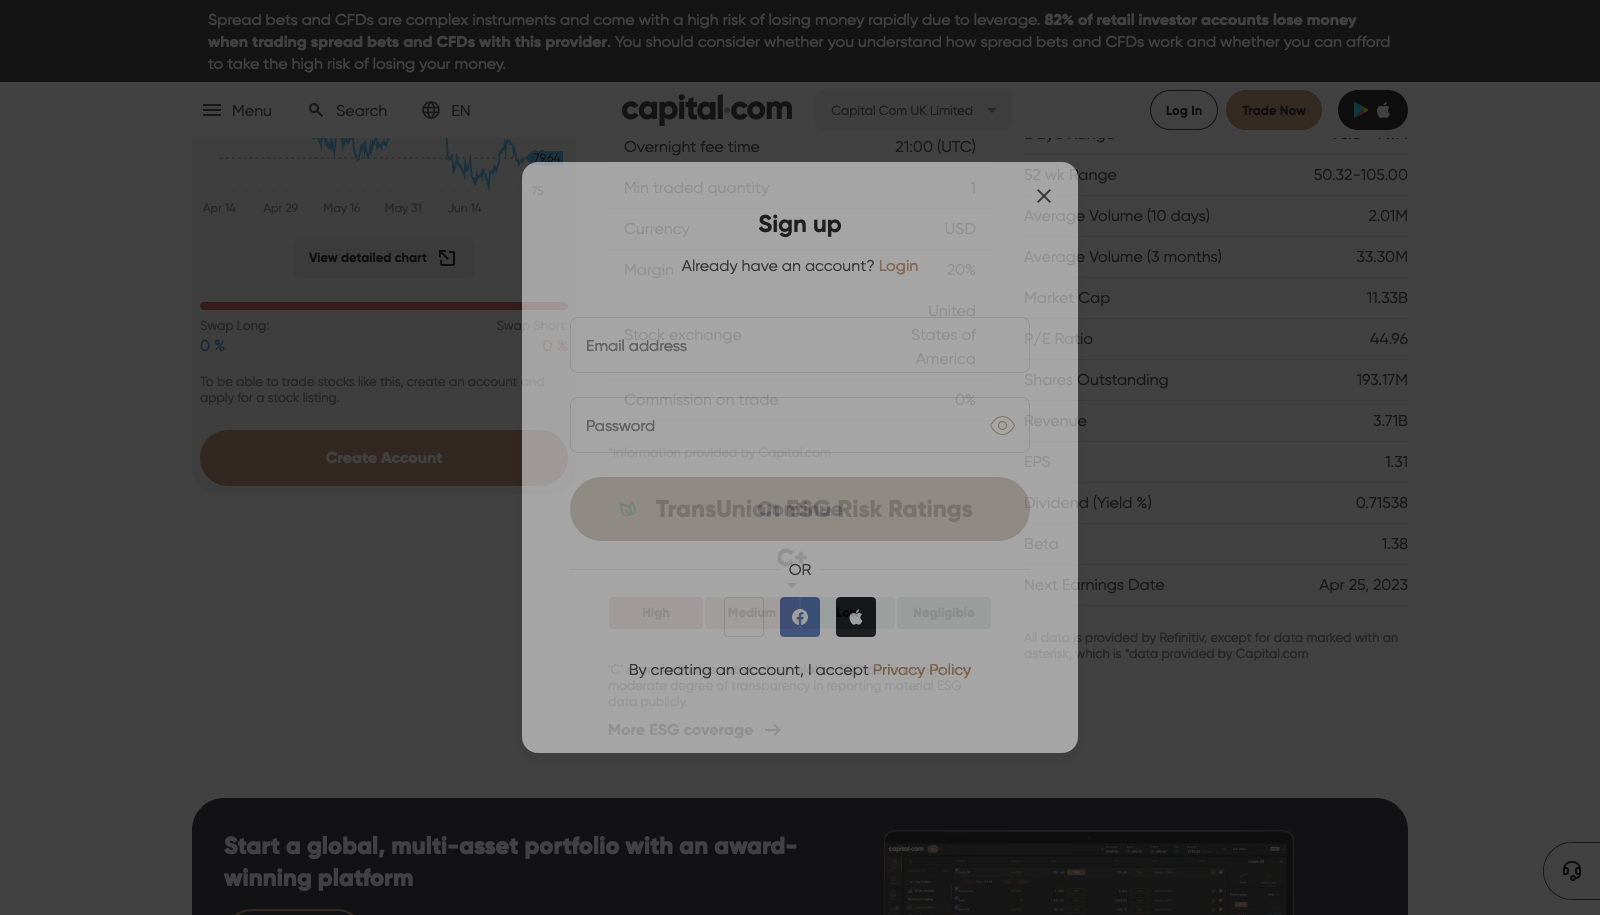 Spread bets and CFDs are complex instruments and come with a high risk of losing money rapidly due to leverage. 82% of retail investor accounts lose money
when trading spread bets and CFDs with this provider. You should consider whether you understand how spread bets and CFDs work and whether you can afford
to take the high risk of losing your money.
Menu
Search
EN
capital.com
Capital Com UK Limited
Log In
Trade Now
79.64
75
Apr 14
Apr 29
May 16
May 31
Jun 14
View detailed chart
Swap Long:
Swap Short:
0 %
0 %
To be able to trade stocks like this, create an account and
apply for a stock listing.
Create Account
Overnight fee time
21:00 (UTC)
Min traded quantity
1
Currency
USD
Margin
20%
Stock exchange
United
States of
America
Commission on trade
0%
*Information provided by Capital.com
TransUnion ESG Risk Ratings
C+
High
Medium
Low
Negligible
moderate degree of transparency in reporting material ESG
data publicly.
More ESG coverage
Sign up
Already have an account? Login
Email address
Password
Continue
OR
By creating an account, I accept Privacy Policy
52 wk Range
50.32-105.00
Average Volume (10 days)
2.01M
Average Volume (3 months)
33.30M
Market Cap
11.33B
P/E Ratio
44.96
Shares Outstanding
193.17M
Revenue
3.71B
EPS
1.31
Dividend (Yield %)
0.71538
Beta
1.38
Next Earnings Date
Apr 25, 2023
All data is provided by Refinitiv, except for data marked with an
asterisk, which is *data provided by Capital.com
Start a global, multi-asset portfolio with an award-
winning platform
capital.com